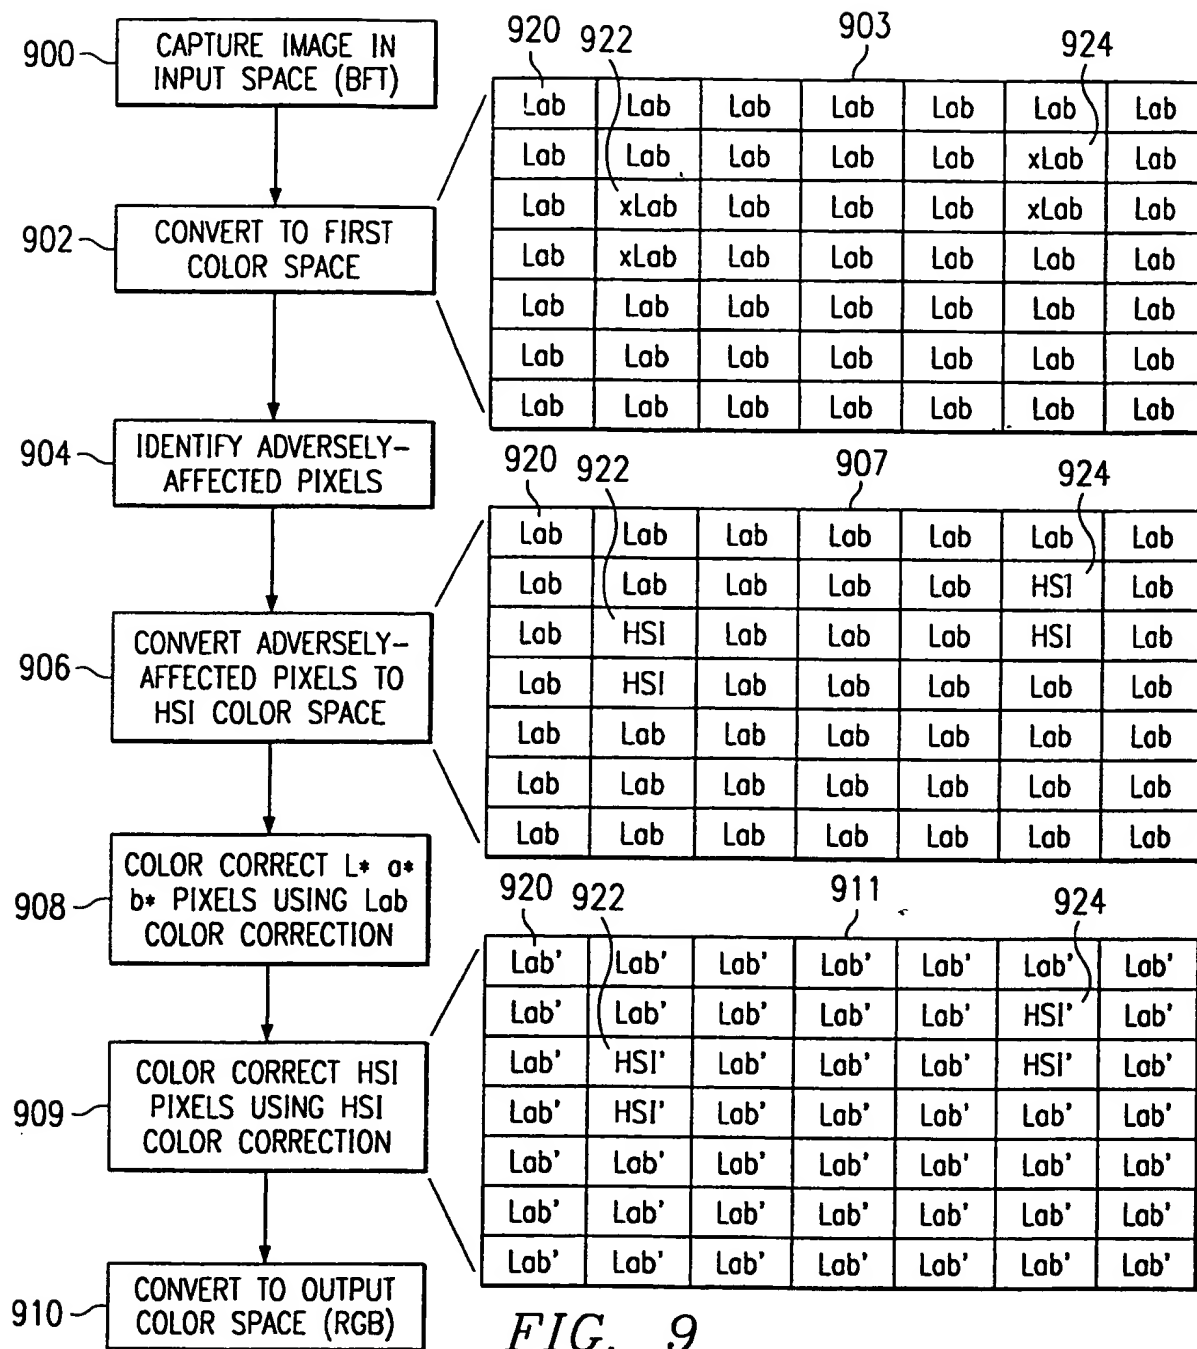 900
CAPTURE IMAGE IN
INPUT SPACE (BFT)
902
CONVERT TO FIRST
COLOR SPACE
904
IDENTIFY ADVERSELY-
AFFECTED PIXELS
906
CONVERT ADVERSELY-
AFFECTED PIXELS TO
HSI COLOR SPACE
908
COLOR CORRECT L* a*
b* PIXELS USING Lab
COLOR CORRECTION
909
COLOR CORRECT HSI
PIXELS USING HSI
COLOR CORRECTION
910
CONVERT TO OUTPUT
COLOR SPACE (RGB)
920 922 903 924
Lab Lab Lab Lab Lab Lab Lab
Lab Lab Lab Lab Lab xLab Lab
Lab xLab Lab Lab Lab xLab Lab
Lab xLab Lab Lab Lab Lab Lab
Lab Lab Lab Lab Lab Lab Lab
Lab Lab Lab Lab Lab Lab Lab
Lab Lab Lab Lab Lab Lab Lab
920 922 907 924
Lab Lab Lab Lab Lab Lab Lab
Lab Lab Lab Lab Lab HSI Lab
Lab HSI Lab Lab Lab HSI Lab
Lab HSI Lab Lab Lab Lab Lab
Lab Lab Lab Lab Lab Lab Lab
Lab Lab Lab Lab Lab Lab Lab
Lab Lab Lab Lab Lab Lab Lab
920 922 911 924
Lab' Lab' Lab' Lab' Lab' Lab' Lab'
Lab' Lab' Lab' Lab' Lab' HSI' Lab'
Lab' HSI' Lab' Lab' Lab' HSI' Lab'
Lab' HSI' Lab' Lab' Lab' Lab' Lab'
Lab' Lab' Lab' Lab' Lab' Lab' Lab'
Lab' Lab' Lab' Lab' Lab' Lab' Lab'
Lab' Lab' Lab' Lab' Lab' Lab' Lab'
FIG. 9